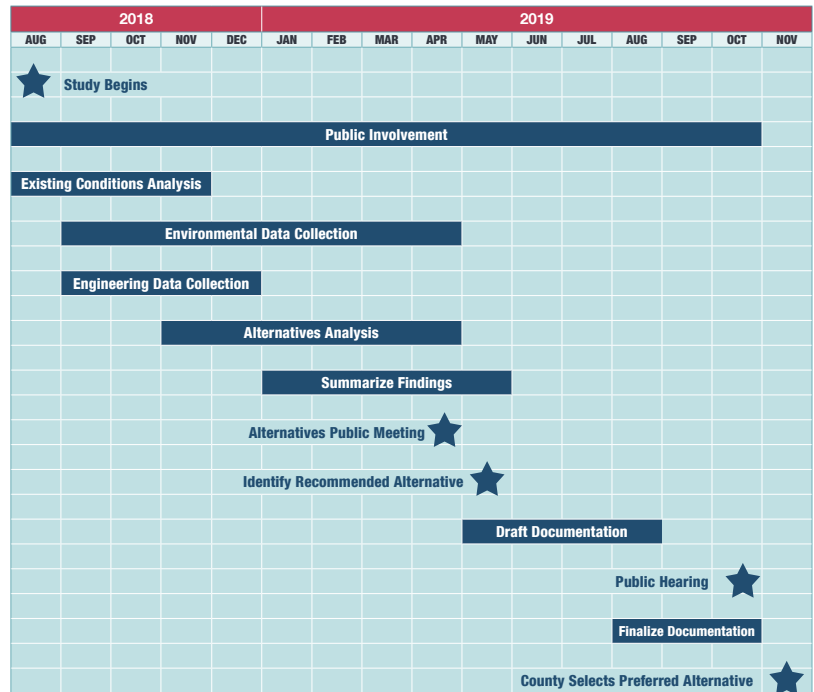 2018 2019
AUG SEP OCT NOV DEC JAN FEB MAR APR MAY JUN JUL AUG SEP OCT NOV
Study Begins
Public Involvement
Existing Conditions Analysis
Environmental Data Collection
Engineering Data Collection
Alternatives Analysis
Summarize Findings
Alternatives Public Meeting
Identify Recommended Alternative
Draft Documentation
Public Hearing
Finalize Documentation
County Selects Preferred Alternative